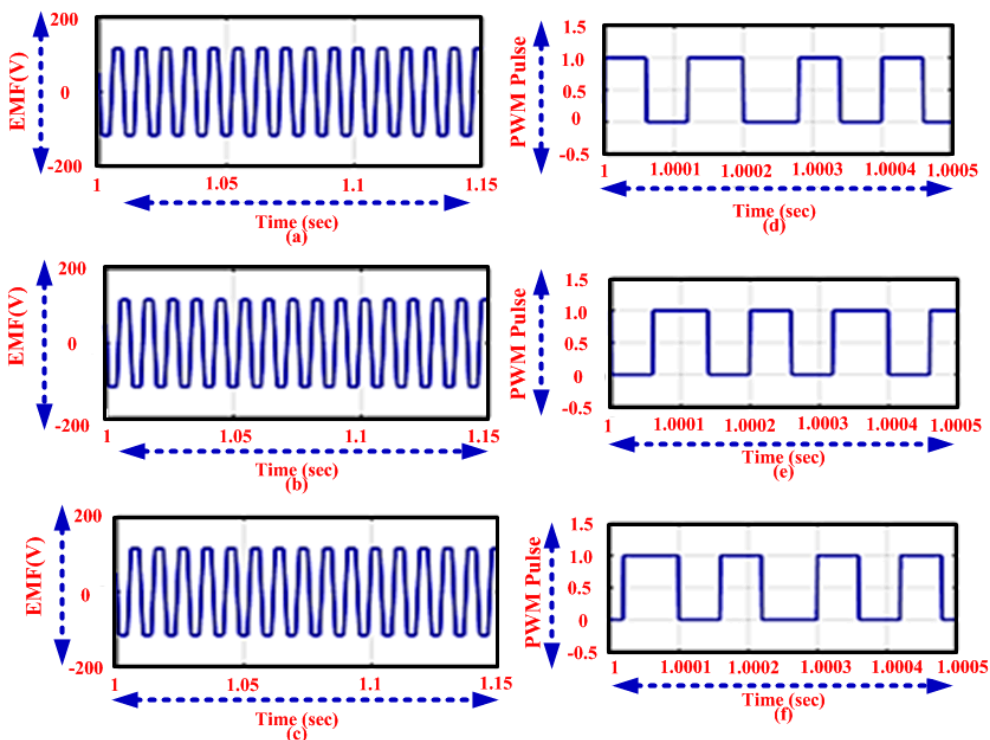 200
EMF(V)
0
-200
1 1.05 1.1 1.15
Time (sec)
(a)
1.5
PWM Pulse
1.0
0.5
0
-0.5
1 1.0001 1.0002 1.0003 1.0004 1.0005
Time (sec)
(d)
200
EMF(V)
0
-200
1 1.05 1.1 1.15
Time (sec)
(b)
1.5
PWM Pulse
1.0
0.5
0
-0.5
1 1.0001 1.0002 1.0003 1.0004 1.0005
Time (sec)
(e)
200
EMF(V)
0
-200
1 1.05 1.1 1.15
Time (sec)
(c)
1.5
PWM Pulse
1.0
0.5
0
-0.5
1 1.0001 1.0002 1.0003 1.0004 1.0005
Time (sec)
(f)